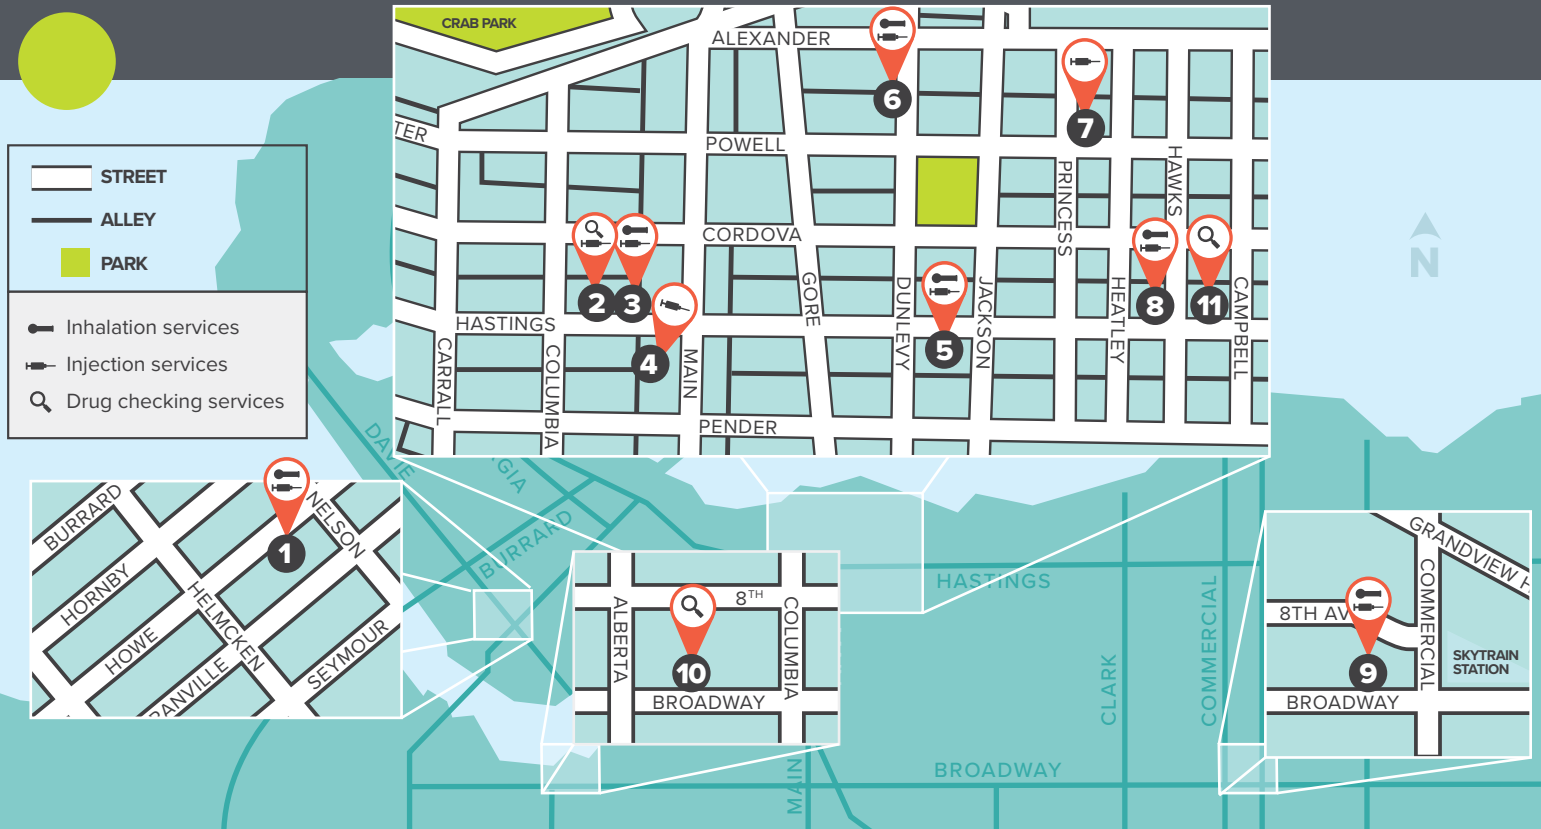 STREET
ALLEY
PARK
Inhalation services
Injection services
Drug checking services
CRAB PARK
ALEXANDER
TER
POWELL
CORDOVA
HASTINGS
PENDER
CARRALL
COLUMBIA
MAIN
GORE
DUNLEVY
JACKSON
PRINCESS
HEATLEY
HAWKS
CAMPBELL
6
7
2
3
4
5
8
11
N
DAVIE
GIA
BURRARD
HASTINGS
CLARK
COMMERCIAL
BROADWAY
MAIN
BURRARD
HORNBY
HOWE
RANVILLE
SEYMOUR
HELMCKEN
NELSON
1
8TH
ALBERTA
COLUMBIA
BROADWAY
10
GRANDVIEW H
COMMERCIAL
8TH AV
SKYTRAIN
STATION
BROADWAY
9